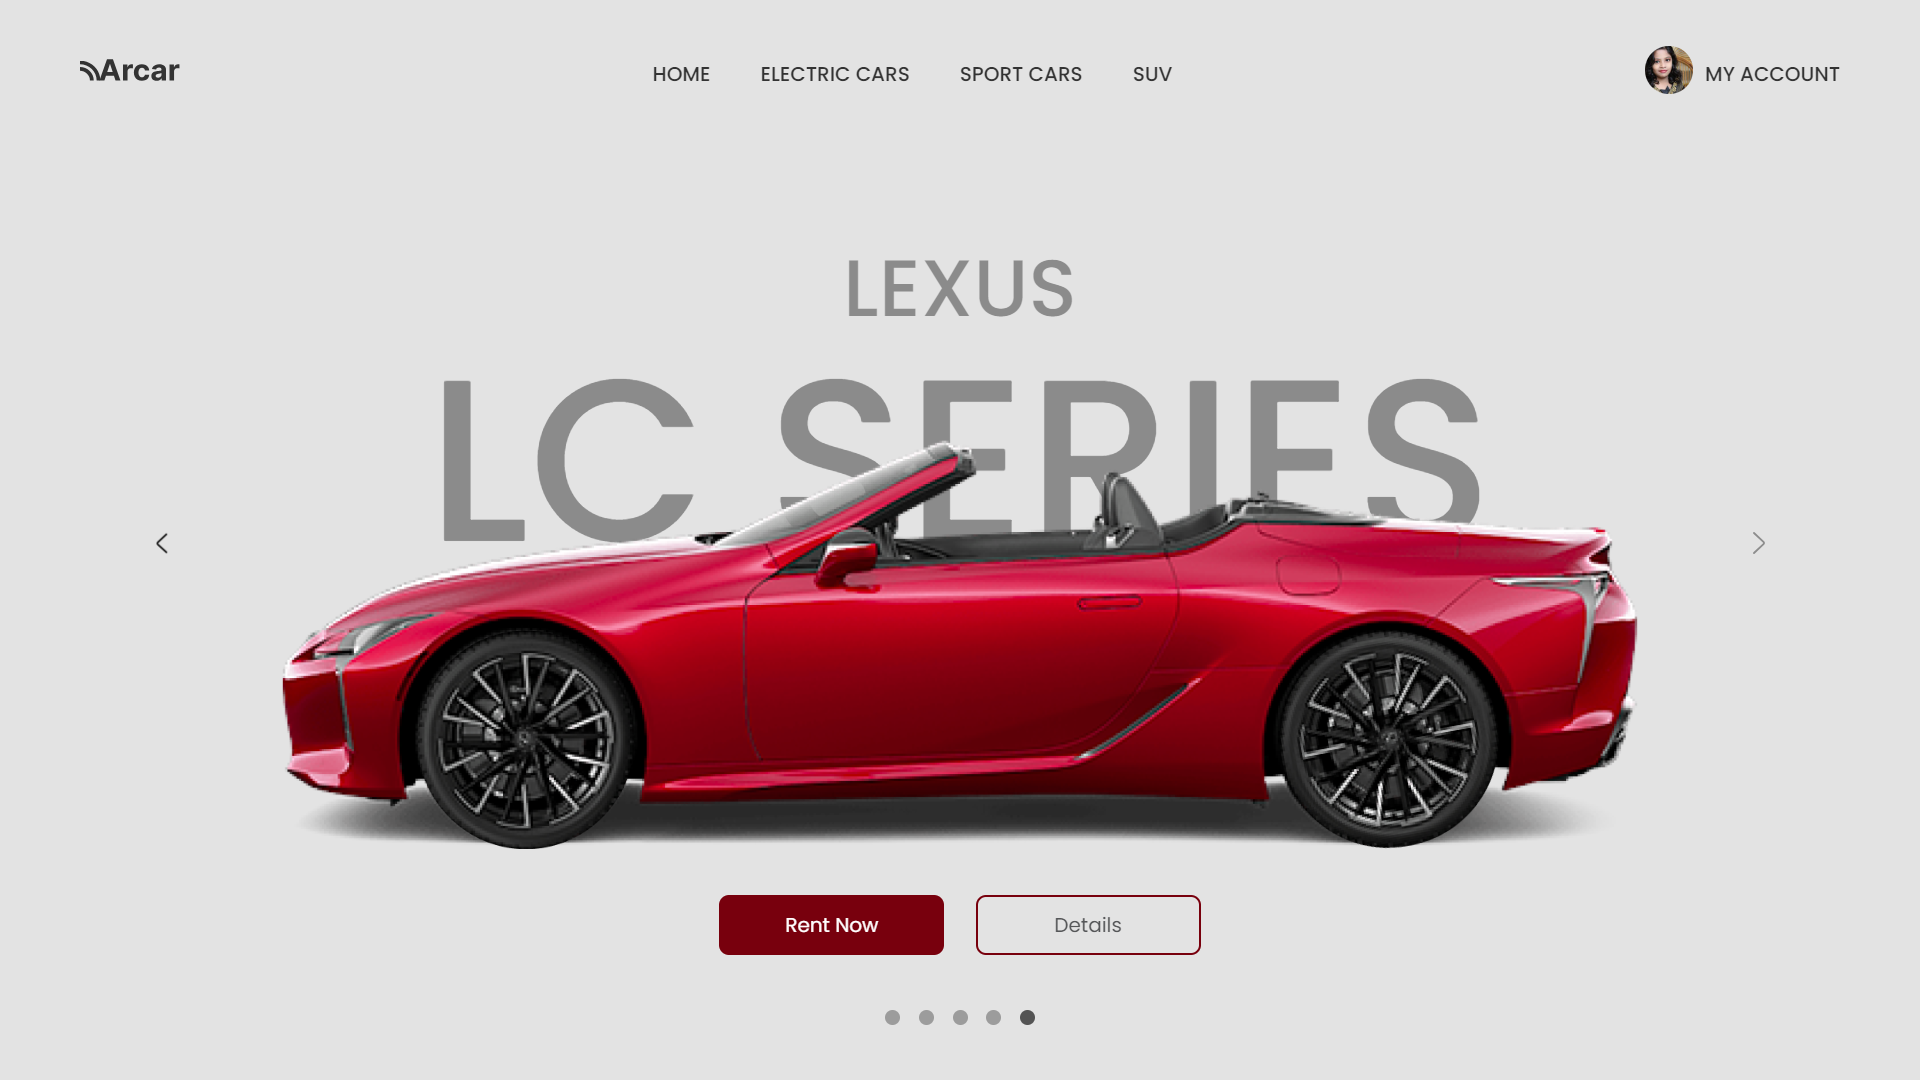 Arcar
HOME ELECTRIC CARS SPORT CARS SUV
MY ACCOUNT
LEXUS
LC SERIES
Rent Now
Details